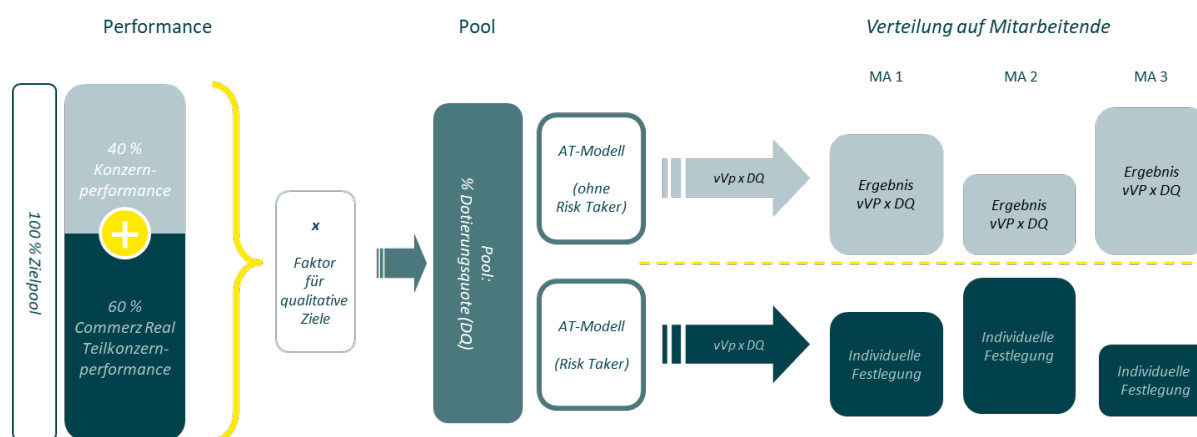 Performance
Pool
Verteilung auf Mitarbeitende
MA 1
MA 2
MA 3
100 % Zielpool
40 %
Konzern-
performance
60 %
Commerz Real
Teilkonzern-
performance
x
Faktor
für
qualitative
Ziele
Pool:
% Dotierungsquote (DQ)
AT-Modell
(ohne
Risk Taker)
vVp x DQ
Ergebnis
vVP x DQ
Ergebnis
vVP x DQ
Ergebnis
vVP x DQ
AT-Modell
(Risk Taker)
vVp x DQ
Individuelle
Festlegung
Individuelle
Festlegung
Individuelle
Festlegung